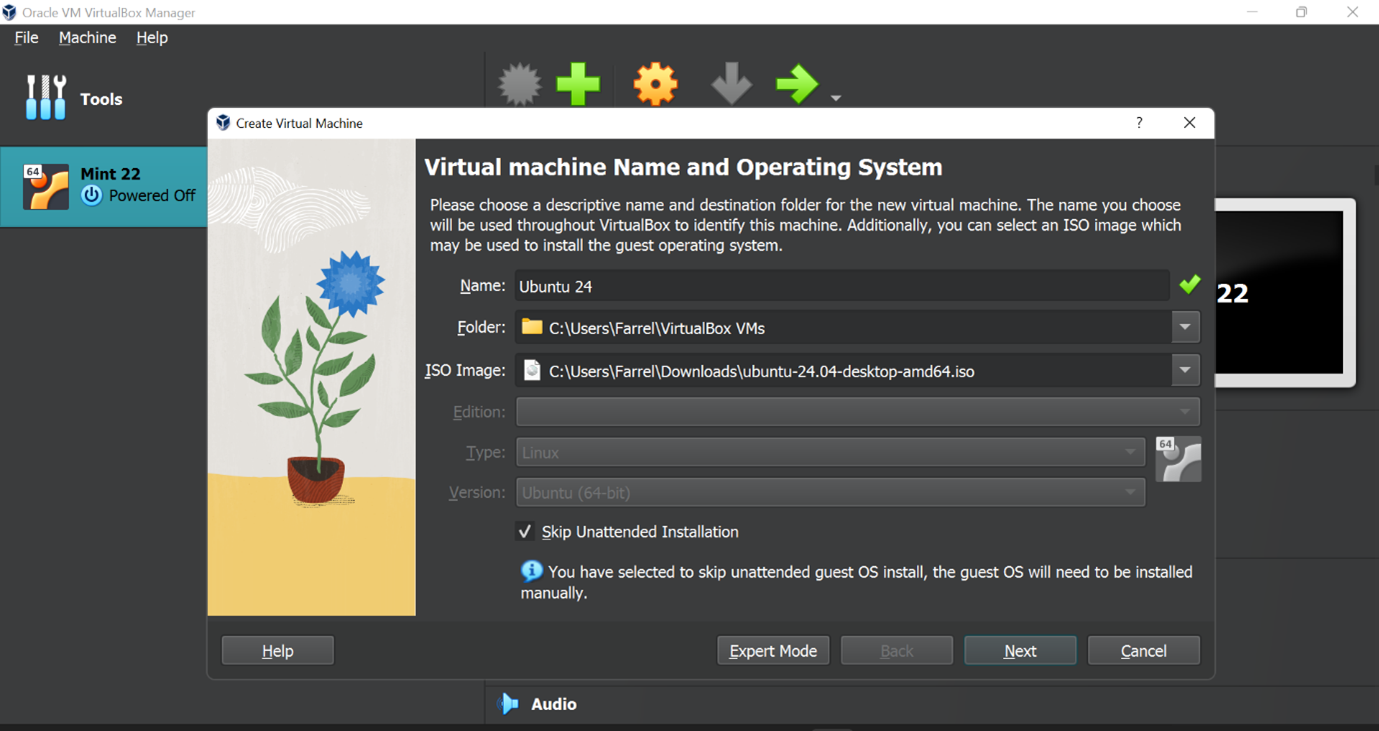 Oracle VM VirtualBox Manager
File Machine Help
Tools
64 Mint 22
Powered Off
Create Virtual Machine ?
Virtual machine Name and Operating System
Please choose a descriptive name and destination folder for the new virtual machine. The name you choose
will be used throughout VirtualBox to identify this machine. Additionally, you can select an ISO image which
may be used to install the guest operating system.
Name: Ubuntu 24
Folder: C:\Users\Farrel\VirtualBox VMs
22
ISO Image: C:\Users\Farrel\Downloads\ubuntu-24.04-desktop-amd64.iso
Edition:
Type: Linux 64
Version: Ubuntu (64-bit)
Skip Unattended Installation
You have selected to skip unattended guest OS install, the guest OS will need to be installed
manually.
Help Expert Mode Back Next Cancel
Audio